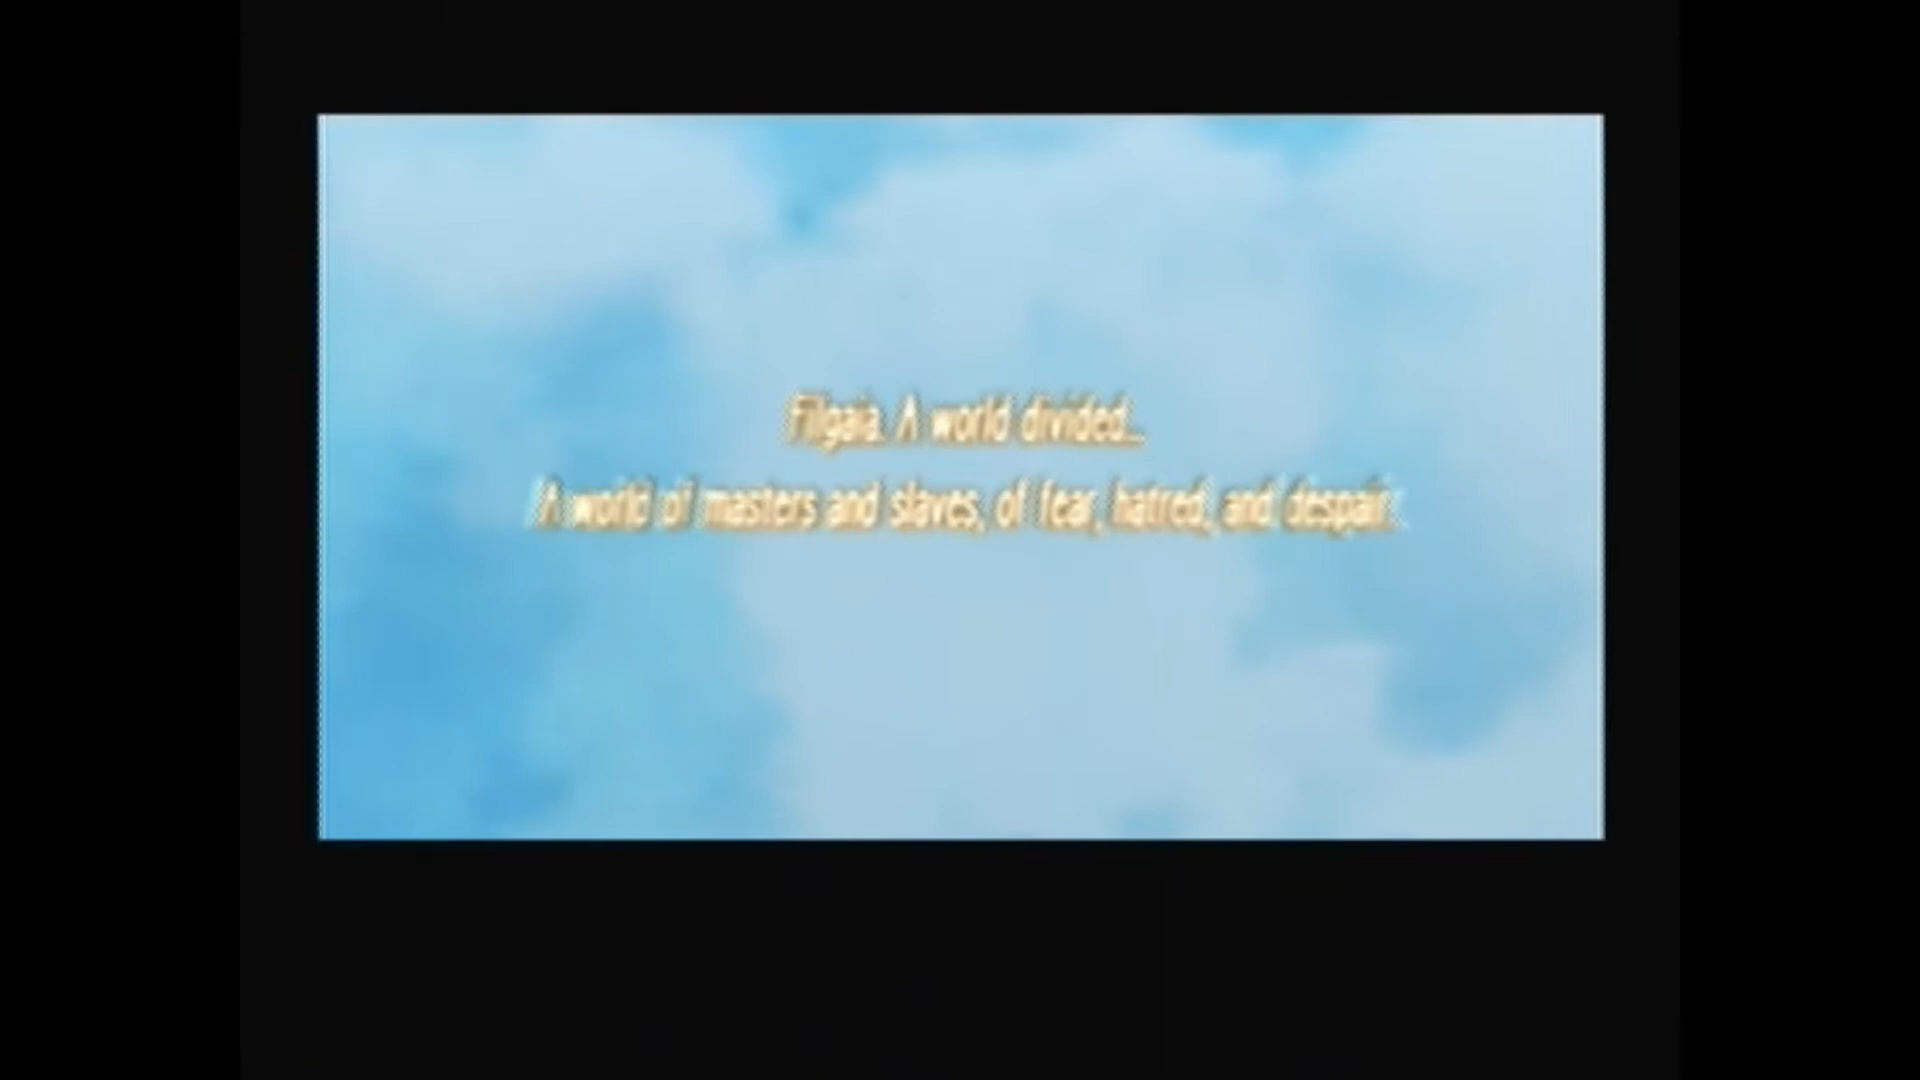 Filgaia. A world divided...
A world of masters and slaves, of fear, hatred, and despair.